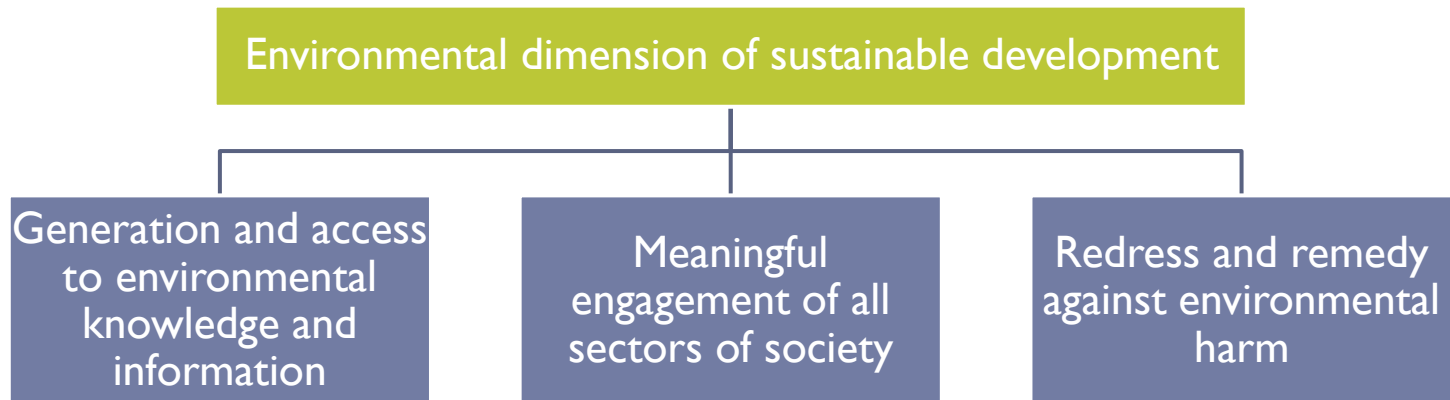 Environmental dimension of sustainable development
Generation and access
to environmental
knowledge and
information
Meaningful
engagement of all
sectors of society
Redress and remedy
against environmental
harm